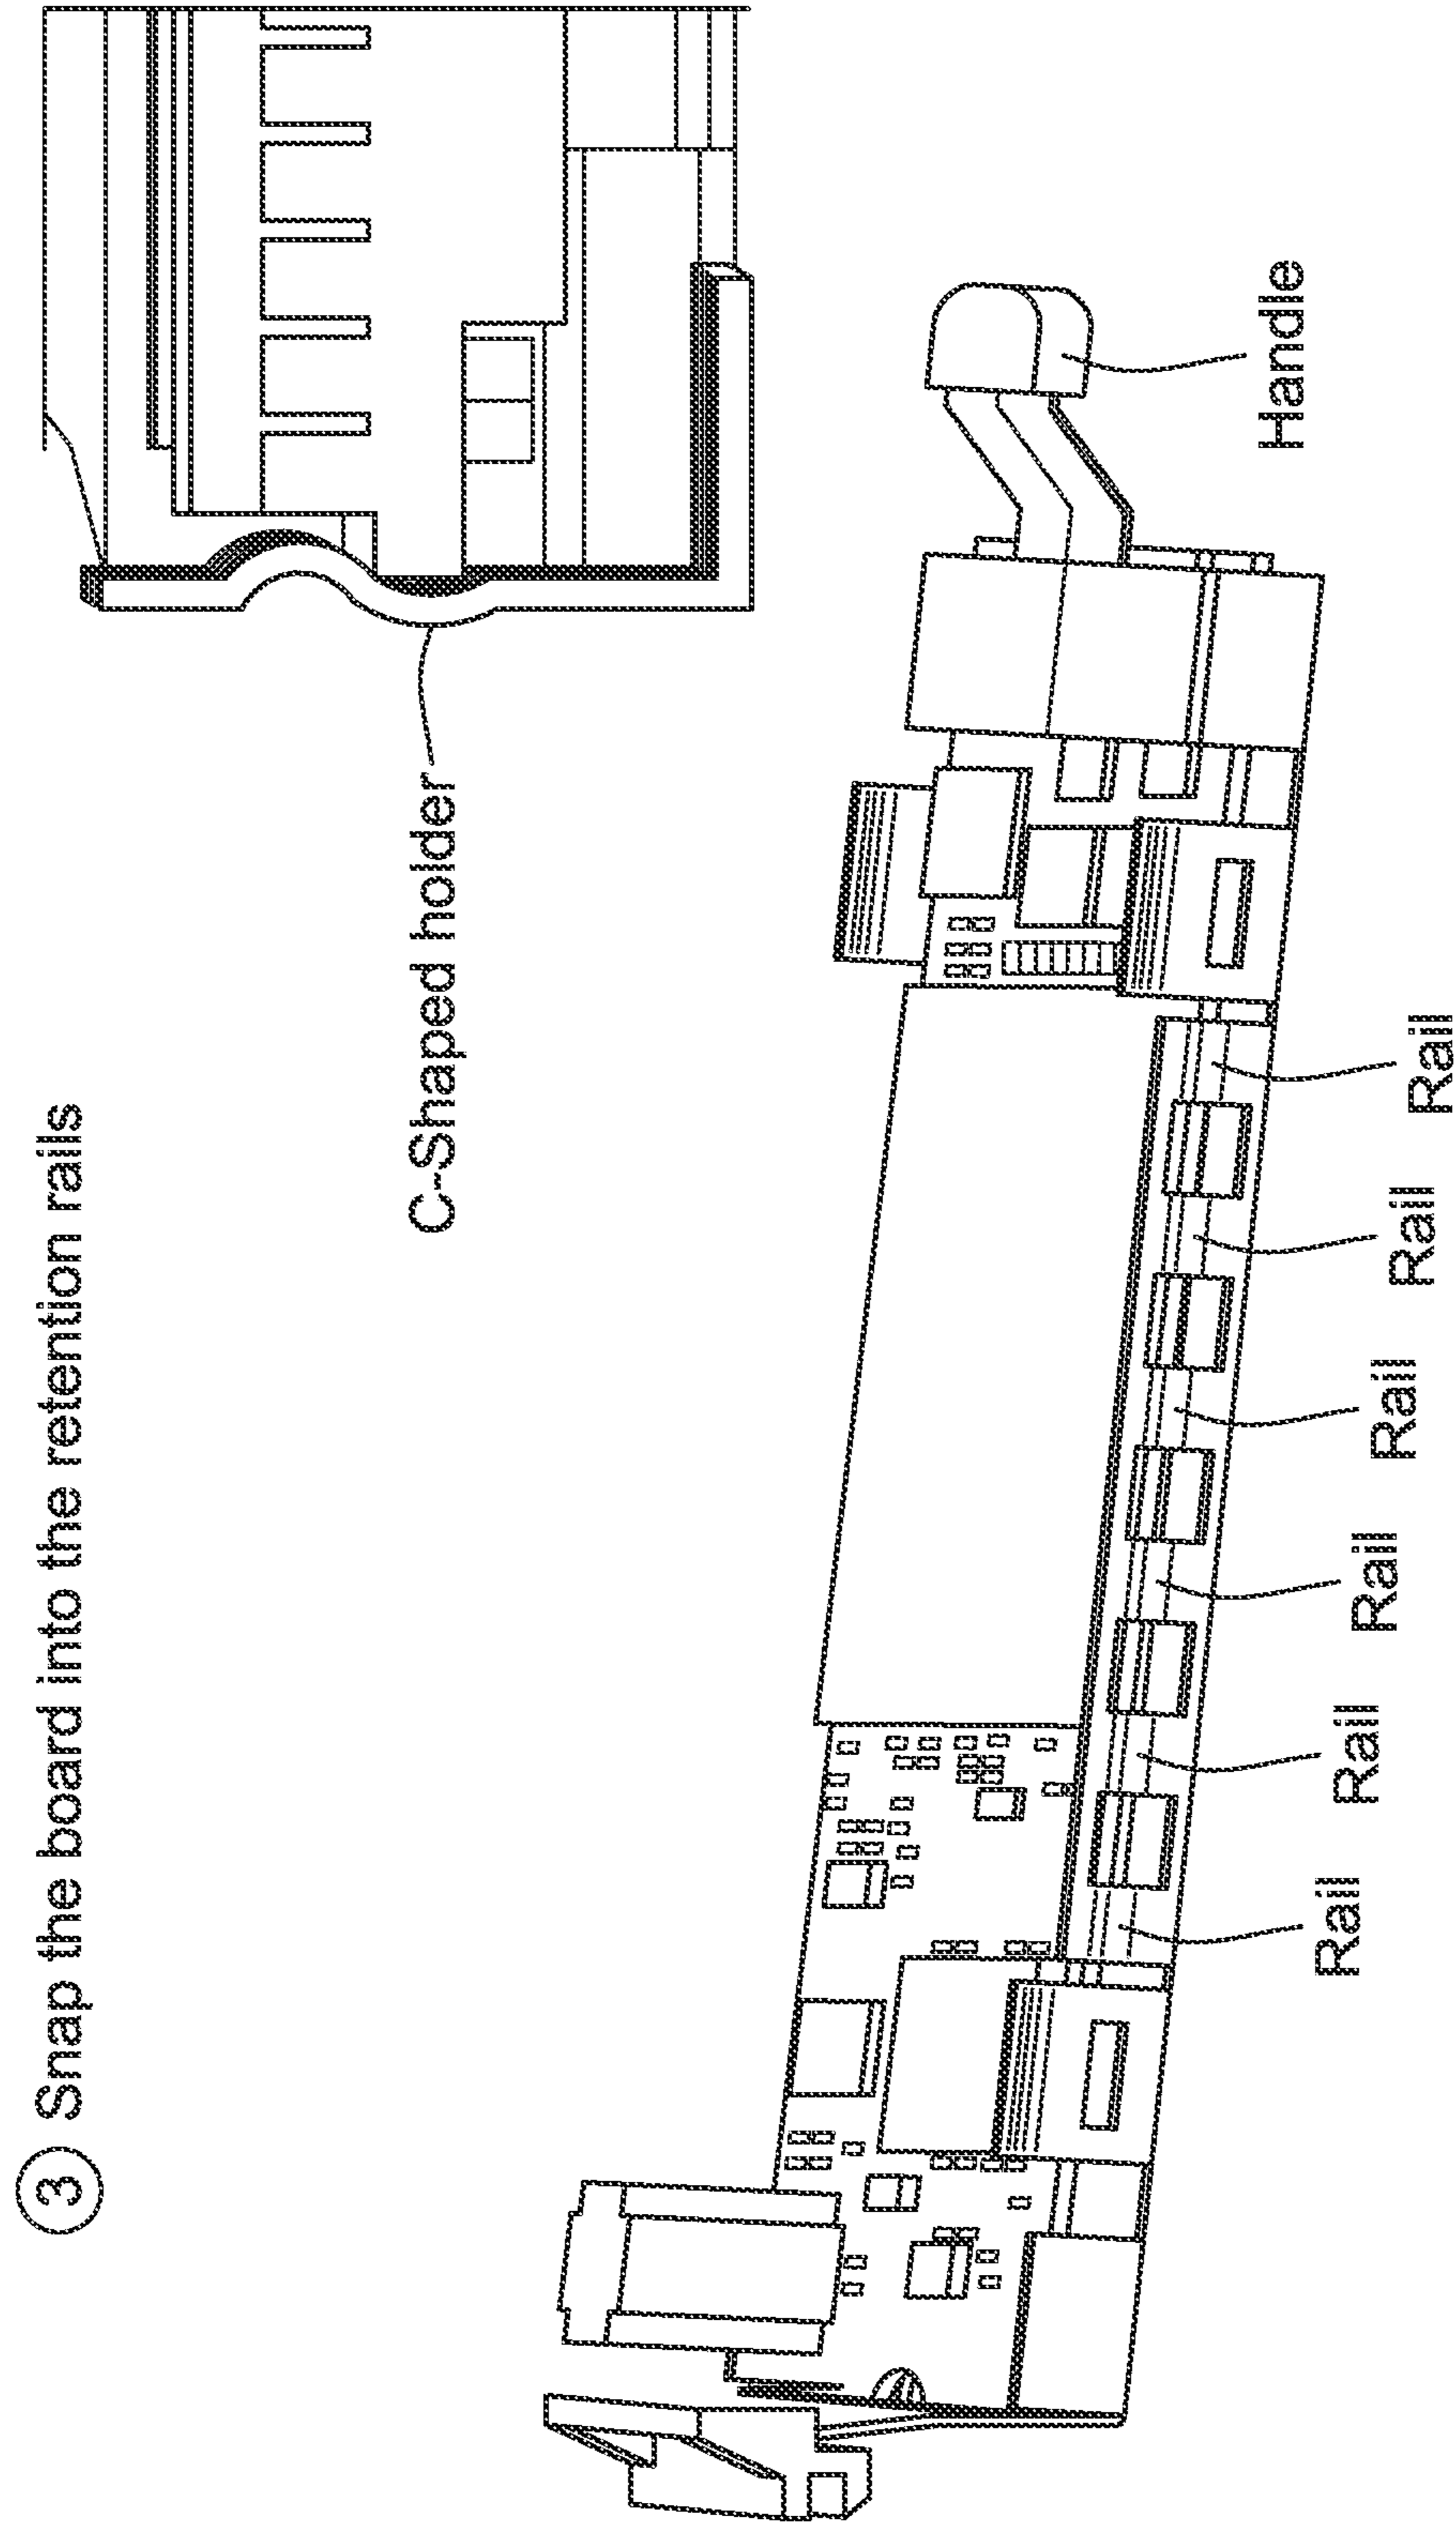 ③ Snap the board into the retention rails
C-Shaped holder
Handle
Rail
Rail
Rail
Rail
Rail
Rail